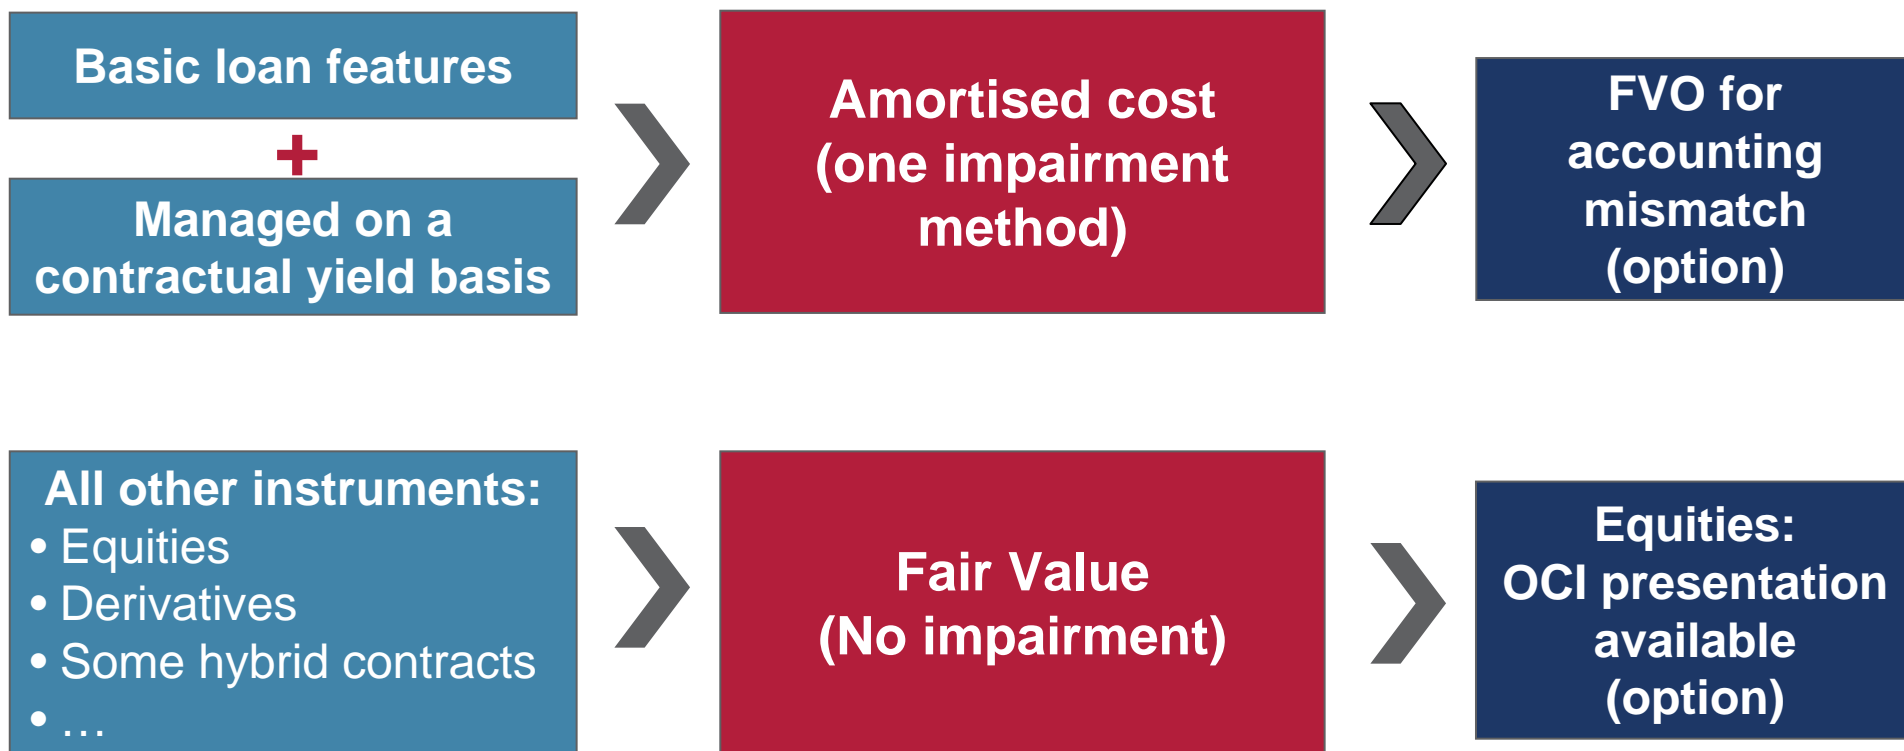 Basic loan features
+
Managed on a
contractual yield basis
Amortised cost
(one impairment
method)
FVO for
accounting
mismatch
(option)
All other instruments:
• Equities
• Derivatives
• Some hybrid contracts
• …
Fair Value
(No impairment)
Equities:
OCI presentation
available
(option)